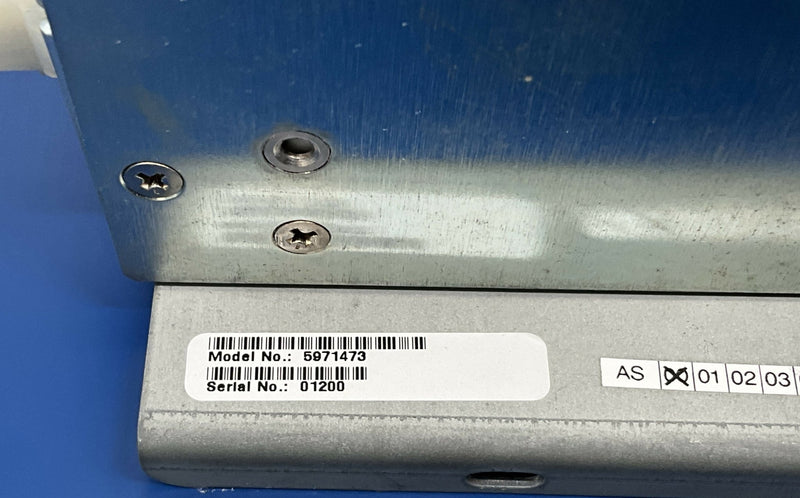 Model No.: 5971473
Serial No.: 01200
AS 01 02 03